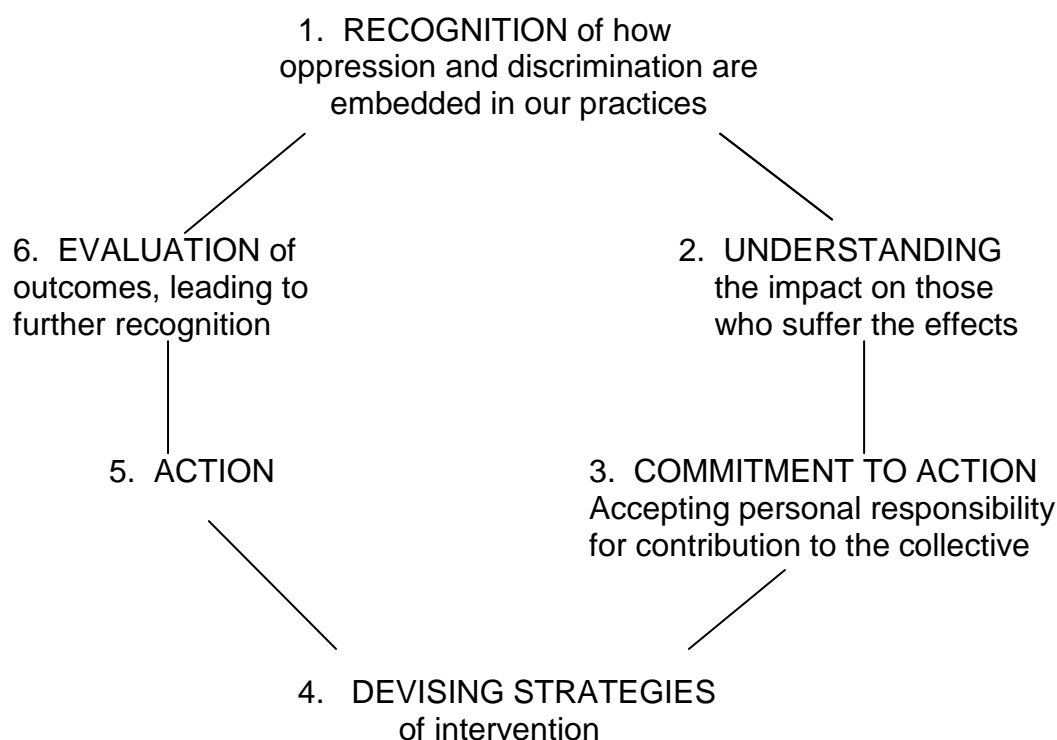 1. RECOGNITION of how
oppression and discrimination are
embedded in our practices
2. UNDERSTANDING
the impact on those
who suffer the effects
3. COMMITMENT TO ACTION
Accepting personal responsibility
for contribution to the collective
4. DEVISING STRATEGIES
of intervention
5. ACTION
6. EVALUATION of
outcomes, leading to
further recognition